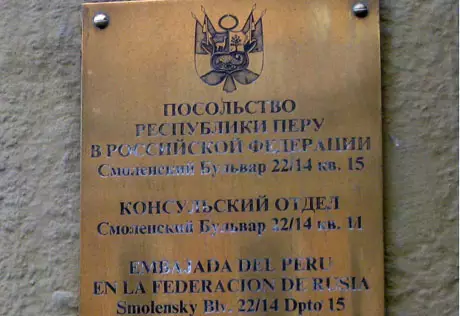 ПОСОЛЬСТВО
РЕСПУБЛИКИ ПЕРУ
В РОССИЙСКОЙ ФЕДЕРАЦИИ
Смоленский Бульвар 22/14 кв. 15
КОНСУЛЬСКИЙ ОТДЕЛ
Смоленский Бульвар 22/14 кв. 11
EMBAJADA DEL PERU
EN LA FEDERACION DE RUSIA
Smolensky Blv. 22/14 Dpto 15